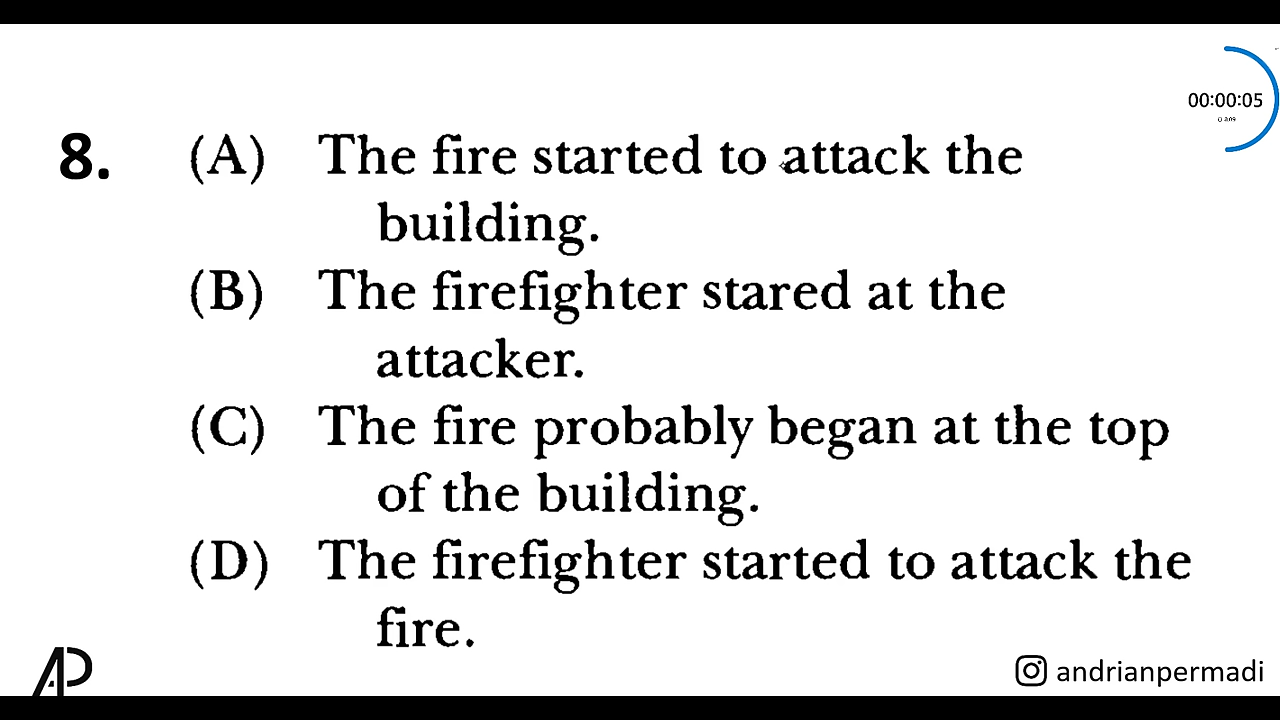 00:00:05
8. (A) The fire started to attack the
building.
(B) The firefighter stared at the
attacker.
(C) The fire probably began at the top
of the building.
(D) The firefighter started to attack the
fire.
AP
andrianpermadi